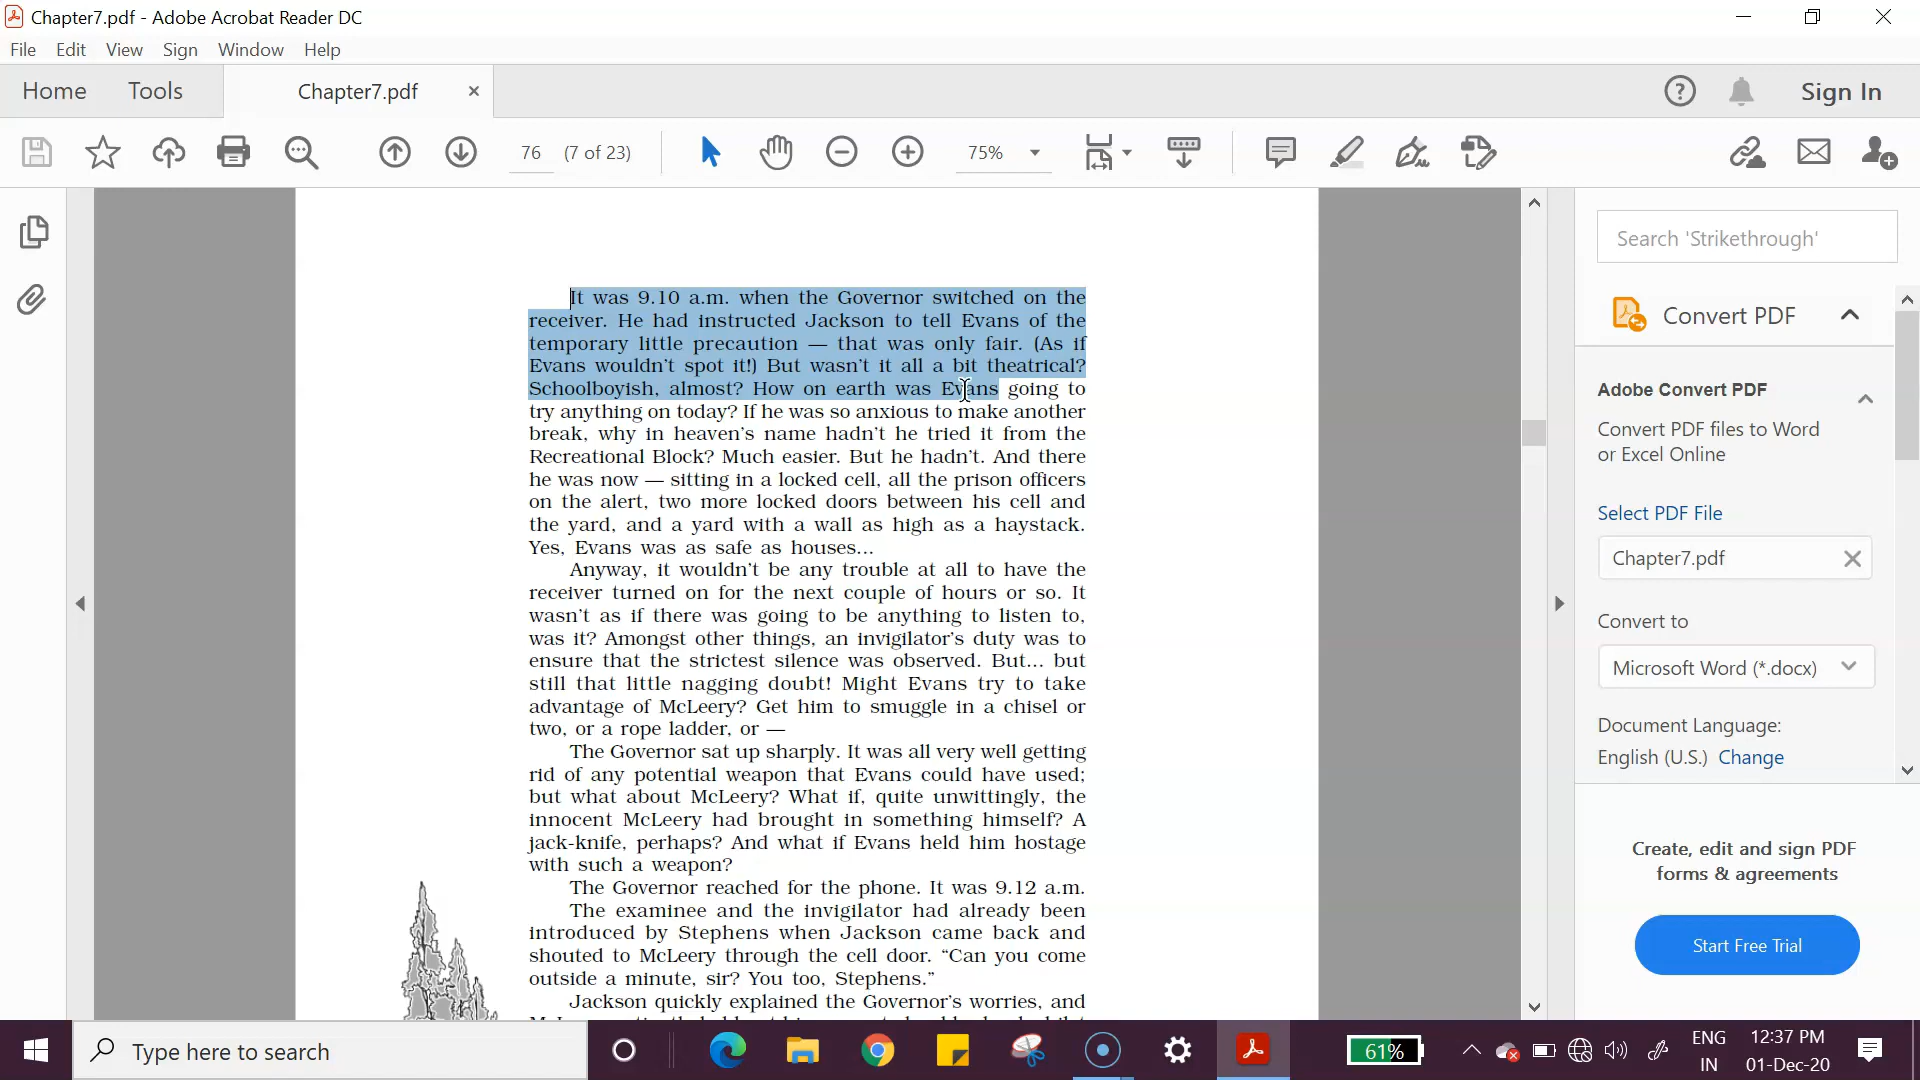 Chapter7.pdf - Adobe Acrobat Reader DC
File Edit View Sign Window Help
Home Tools Chapter7.pdf × ? Sign In
76 (7 of 23) 75%
Search 'Strikethrough'
Convert PDF
Adobe Convert PDF
Convert PDF files to Word
or Excel Online
Select PDF File
Chapter7.pdf
Convert to
Microsoft Word (*.docx)
Document Language:
English (U.S.) Change
Create, edit and sign PDF
forms & agreements
Start Free Trial
It was 9.10 a.m. when the Governor switched on the
receiver. He had instructed Jackson to tell Evans of the
temporary little precaution — that was only fair. (As if
Evans wouldn't spot it!) But wasn't it all a bit theatrical?
Schoolboyish, almost? How on earth was Evans going to
try anything on today? If he was so anxious to make another
break, why in heaven's name hadn't he tried it from the
Recreational Block? Much easier. But he hadn't. And there
he was now — sitting in a locked cell, all the prison officers
on the alert, two more locked doors between his cell and
the yard, and a yard with a wall as high as a haystack.
Yes, Evans was as safe as houses...
Anyway, it wouldn't be any trouble at all to have the
receiver turned on for the next couple of hours or so. It
wasn't as if there was going to be anything to listen to,
was it? Amongst other things, an invigilator's duty was to
ensure that the strictest silence was observed. But... but
still that little nagging doubt! Might Evans try to take
advantage of McLeery? Get him to smuggle in a chisel or
two, or a rope ladder, or —
The Governor sat up sharply. It was all very well getting
rid of any potential weapon that Evans could have used;
but what about McLeery? What if, quite unwittingly, the
innocent McLeery had brought in something himself? A
jack-knife, perhaps? And what if Evans held him hostage
with such a weapon?
The Governor reached for the phone. It was 9.12 a.m.
The examinee and the invigilator had already been
introduced by Stephens when Jackson came back and
shouted to McLeery through the cell door. “Can you come
outside a minute, sir? You too, Stephens.”
Jackson quickly explained the Governor's worries, and
Type here to search
61%
ENG
IN
12:37 PM
01-Dec-20